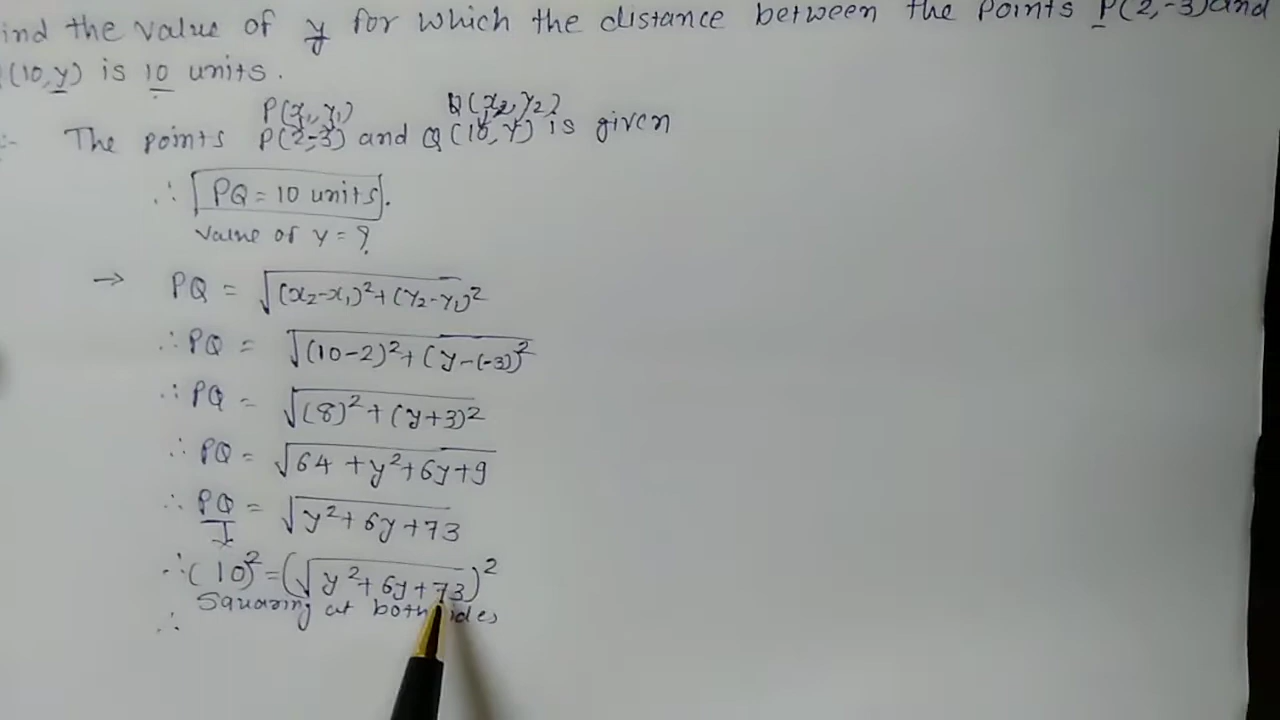 ind the value of y for which the distance between the points P(2,-3) and
(10,y) is 10 units.
P(x₁,y₁) Q(x₂,y₂)
:- The points P(2-3) and Q(10,y) is given
∴ PQ = 10 units.
value of y = ?
→ PQ = √(x₂-x₁)²+(y₂-y₁)²
∴ PQ = √(10-2)²+(y-(-3))²
∴ PQ = √(8)²+(y+3)²
∴ PQ = √64+y²+6y+9
∴ PQ = √y²+6y+73
∴ (10)² = (√y²+6y+73)²
Squaring at both ides
∴